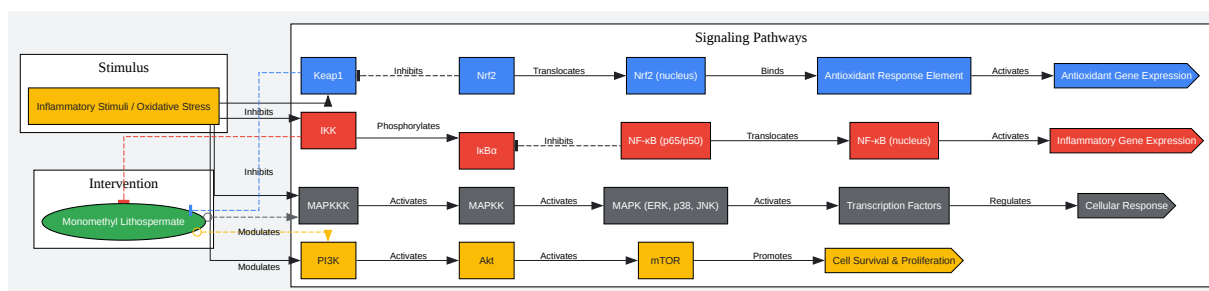 Signaling Pathways
Stimulus
Inflammatory Stimuli / Oxidative Stress
Intervention
Monomethyl Lithospermate
Keap1
Inhibits
Nrf2
Translocates
Nrf2 (nucleus)
Binds
Antioxidant Response Element
Activates
Antioxidant Gene Expression
Inhibits
IKK
Phosphorylates
IκBα
Inhibits
NF-κB (p65/p50)
Translocates
NF-κB (nucleus)
Activates
Inflammatory Gene Expression
Inhibits
MAPKKK
Activates
MAPKK
Activates
MAPK (ERK, p38, JNK)
Activates
Transcription Factors
Regulates
Cellular Response
Modulates
Modulates
PI3K
Activates
Akt
Activates
mTOR
Promotes
Cell Survival & Proliferation